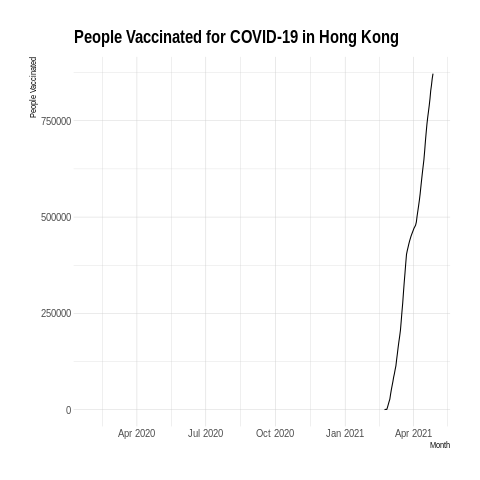 People Vaccinated for COVID-19 in Hong Kong
People Vaccinated
750000
500000
250000
0
Apr 2020 Jul 2020 Oct 2020 Jan 2021 Apr 2021
Month